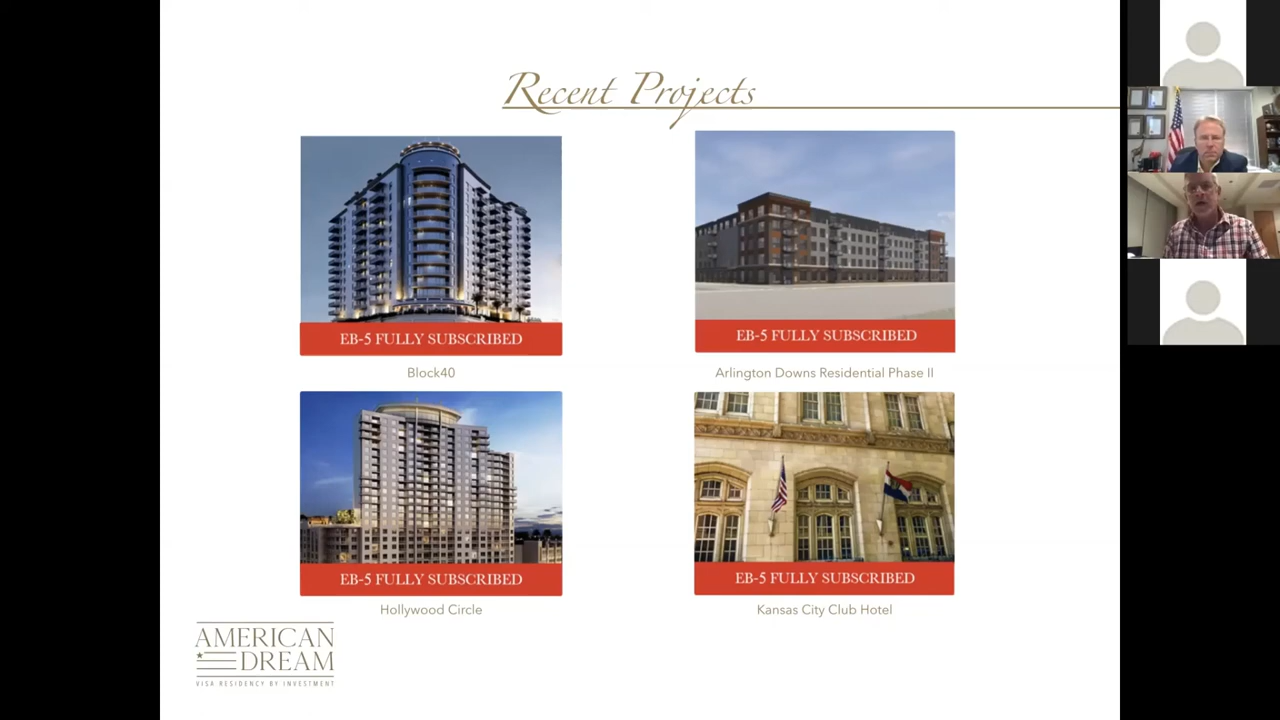 Recent Projects
EB-5 FULLY SUBSCRIBED
EB-5 FULLY SUBSCRIBED
Block40
Arlington Downs Residential Phase II
EB-5 FULLY SUBSCRIBED
EB-5 FULLY SUBSCRIBED
Hollywood Circle
Kansas City Club Hotel
AMERICAN
DREAM
VISA RESIDENCY BY INVESTMENT